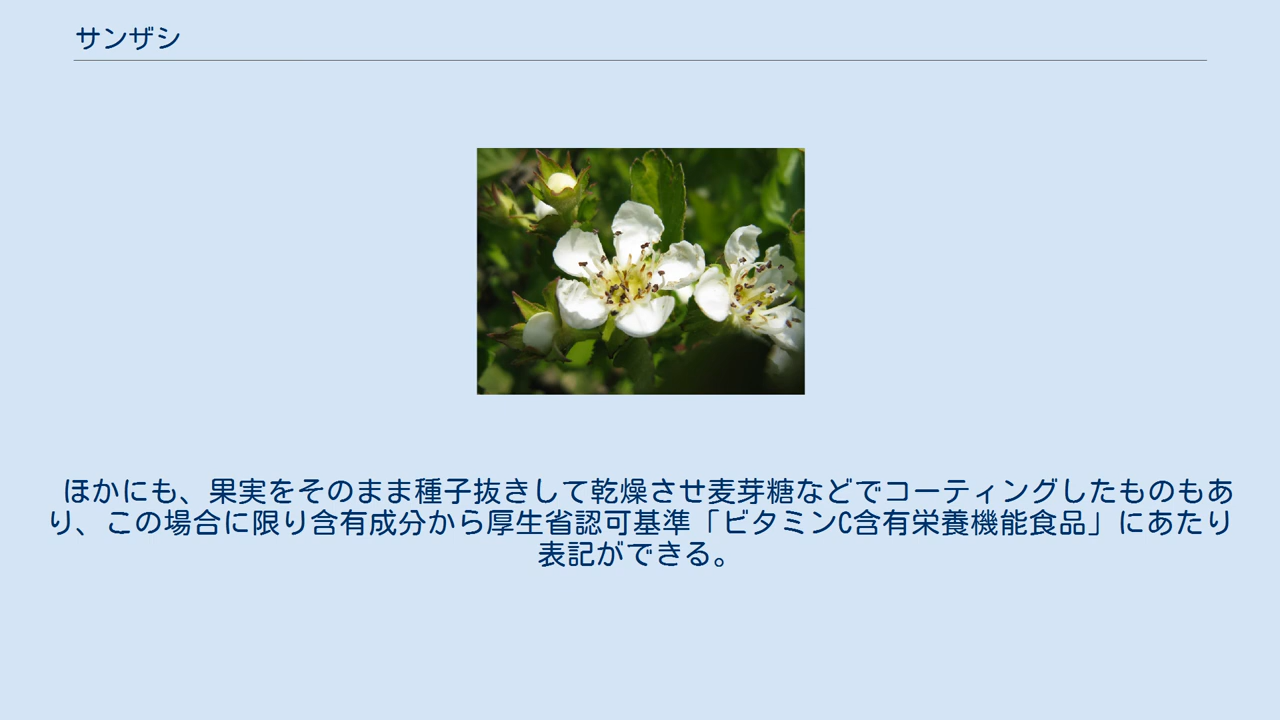 サンザシ
ほかにも、果実をそのまま種子抜きして乾燥させ麦芽糖などでコーティングしたものもあ
り、この場合に限り含有成分から厚生省認可基準「ビタミンC含有栄養機能食品」にあたり
表記ができる。